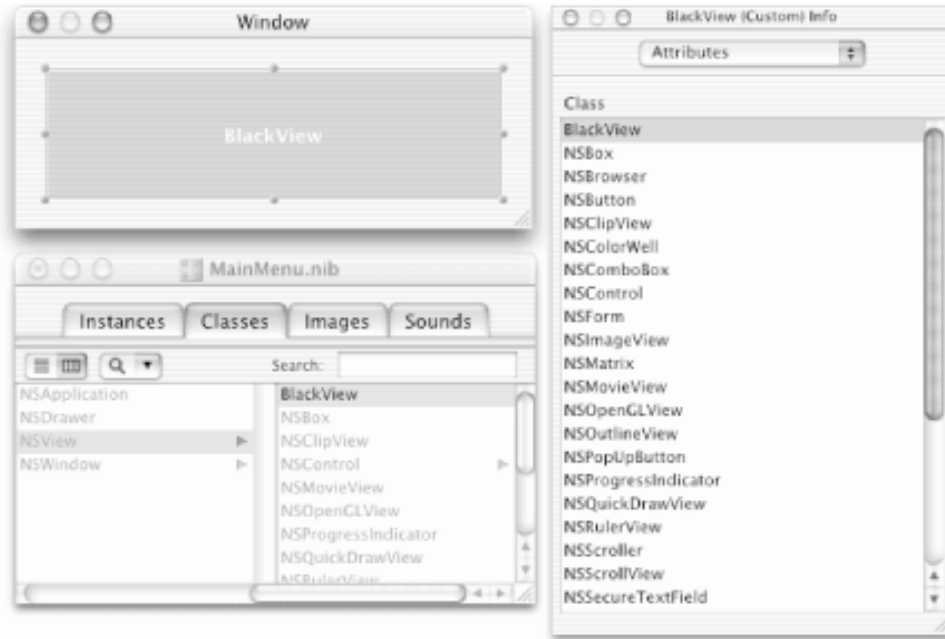 Window
BlackView
MainMenu.nib
Instances
Classes
Images
Sounds
Search:
NSApplication
NSDrawer
NSView
NSWindow
BlackView
NSBox
NSClipView
NSControl
NSMovieView
NSOpenGLView
NSProgressIndicator
NSQuickDrawView
NSRulerView
BlackView (Custom) Info
Attributes
Class
BlackView
NSBox
NSBrowser
NSButton
NSClipView
NSColorWell
NSComboBox
NSControl
NSForm
NSImageView
NSMatrix
NSMovieView
NSOpenGLView
NSOutlineView
NSPopUpButton
NSProgressIndicator
NSQuickDrawView
NSRulerView
NSScroller
NSScrollView
NSSecureTextField